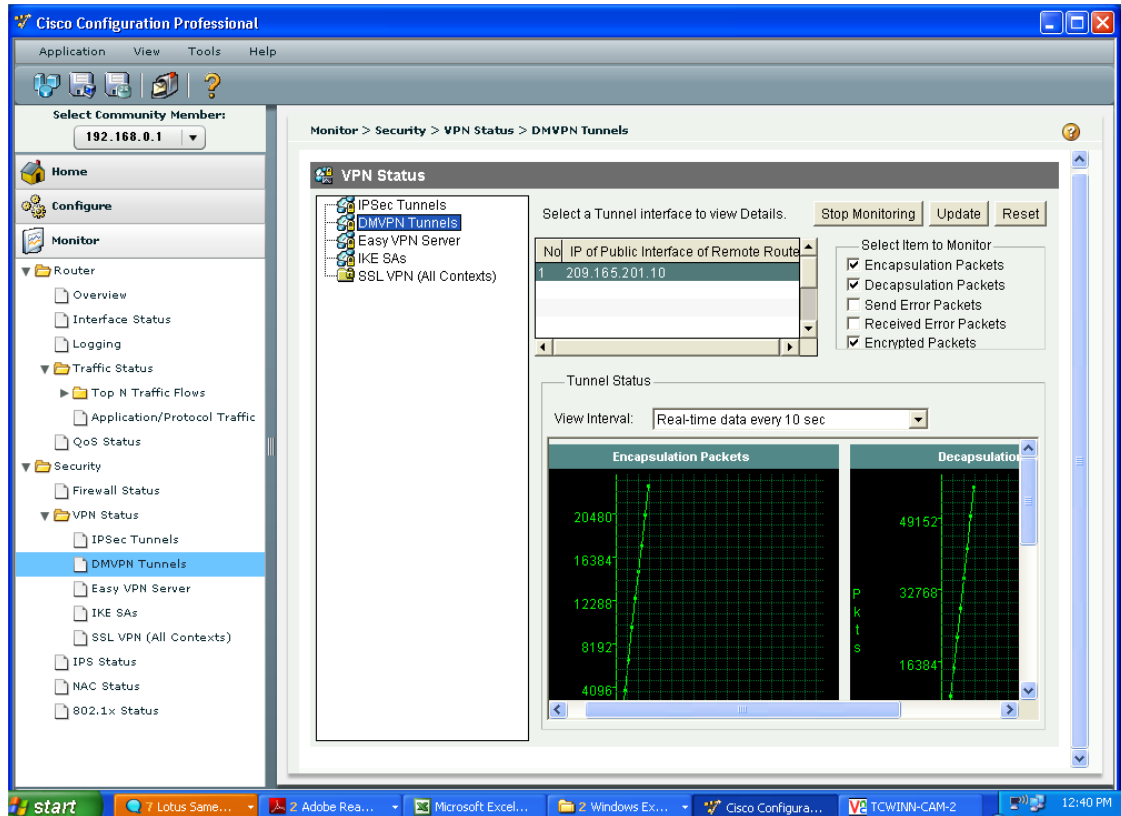 Cisco Configuration Professional
Application View Tools Help
Select Community Member:
192.168.0.1
Home
Configure
Monitor
Router
Overview
Interface Status
Logging
Traffic Status
Top N Traffic Flows
Application/Protocol Traffic
QoS Status
Security
Firewall Status
VPN Status
IPSec Tunnels
DMVPN Tunnels
Easy VPN Server
IKE SAs
SSL VPN (All Contexts)
IPS Status
NAC Status
802.1x Status
Monitor > Security > VPN Status > DMVPN Tunnels
VPN Status
IPSec Tunnels
DMVPN Tunnels
Easy VPN Server
IKE SAs
SSL VPN (All Contexts)
Select a Tunnel interface to view Details.
Stop Monitoring Update Reset
No IP of Public Interface of Remote Route
1 209.165.201.10
Select Item to Monitor
Encapsulation Packets
Decapsulation Packets
Send Error Packets
Received Error Packets
Encrypted Packets
Tunnel Status
View Interval: Real-time data every 10 sec
Encapsulation Packets
20480
16384
12288
8192
4096
Decapsulation
Pkts
49152
32768
16384
start 7 Lotus Same... 2 Adobe Rea... Microsoft Excel... 2 Windows Ex... Cisco Configura... TCWINN-CAM-2 12:40 PM